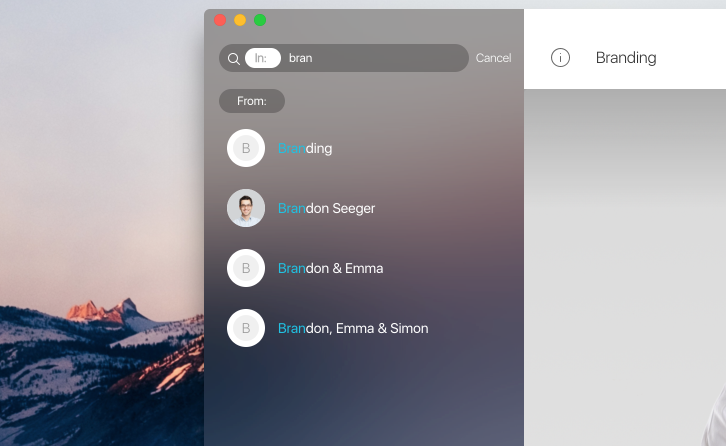 In: bran Cancel
From:
B Branding
Brandon Seeger
B Brandon & Emma
B Brandon, Emma & Simon
i Branding